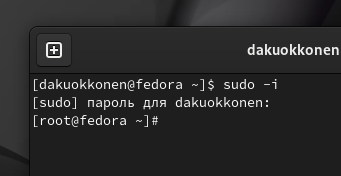 dakuokkonen
[dakuokkonen@fedora ~]$ sudo -i
[sudo] пароль для dakuokkonen:
[root@fedora ~]#